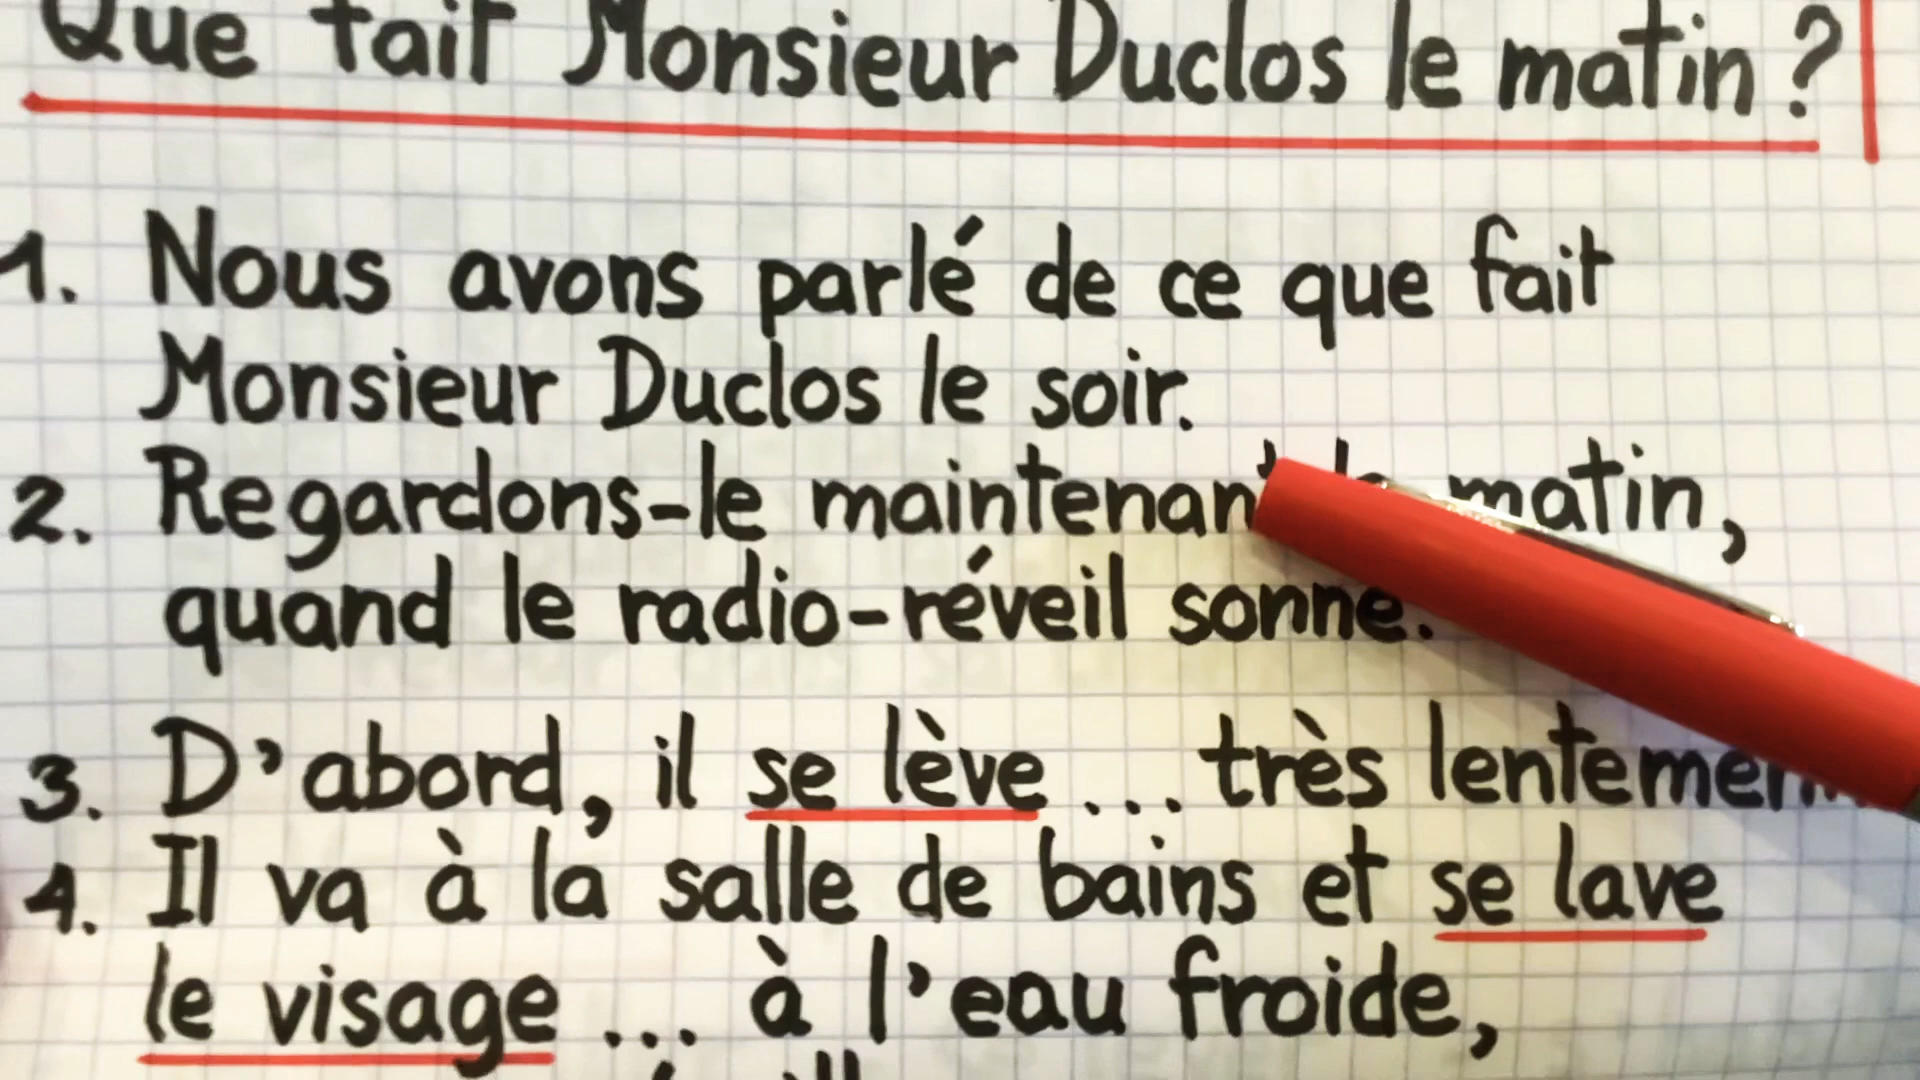 Que fait Monsieur Duclos le matin ?
1. Nous avons parlé de ce que fait
Monsieur Duclos le soir.
2. Regardons-le maintenant le matin,
quand le radio-réveil sonne.
3. D'abord, il se lève ... très lentement
4. Il va à la salle de bains et se lave
le visage ... à l'eau froide,